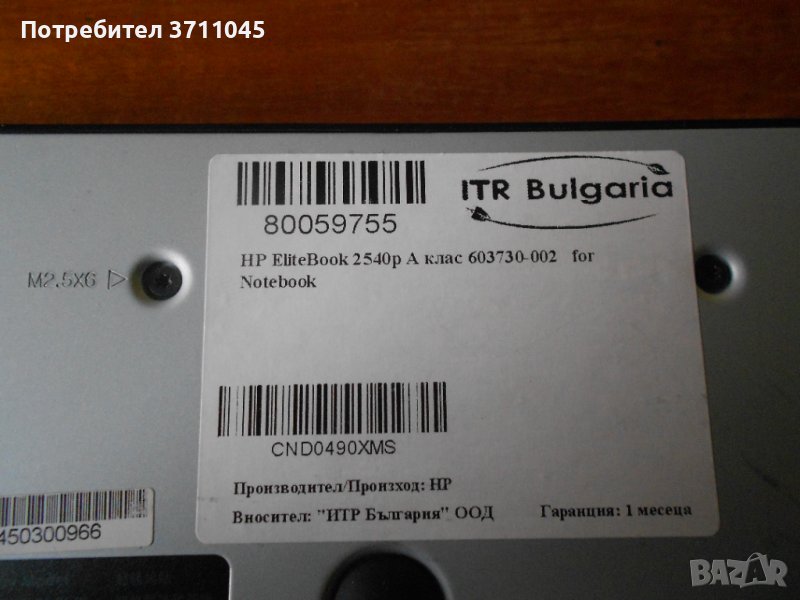 Потребител 3711045
80059755
ITR Bulgaria
HP EliteBook 2540p А клас 603730-002 for
Notebook
M2.5X6
CND0490XMS
Производител/Произход: HP
Вносител: "ИТР България" ООД Гаранция: 1 месеца
450300966
BAZAR